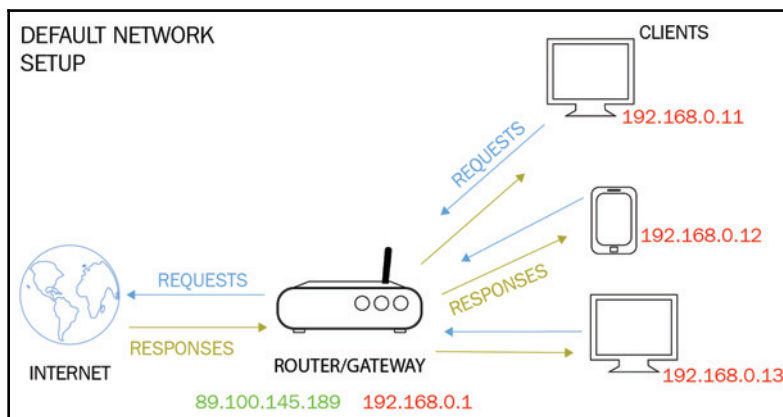 DEFAULT NETWORK
SETUP
CLIENTS
192.168.0.11
REQUESTS
192.168.0.12
RESPONSES
REQUESTS
RESPONSES
192.168.0.13
INTERNET
ROUTER/GATEWAY
89.100.145.189 192.168.0.1